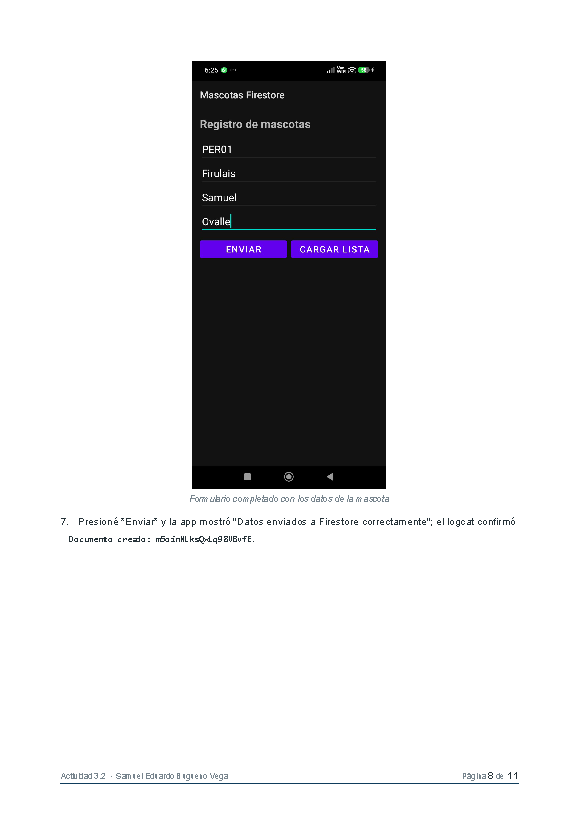 6:25
Mascotas Firestore
Registro de mascotas
PER01
Firulais
Samuel
Ovalle
ENVIAR CARGAR LISTA
Formulario completado con los datos de la mascota
7. Presioné "Enviar" y la app mostró "Datos enviados a Firestore correctamente"; el logcat confirmó
Documento creado:
Actividad 3.2 · Samuel Eduardo Bugueño Vega Página 8 de 11